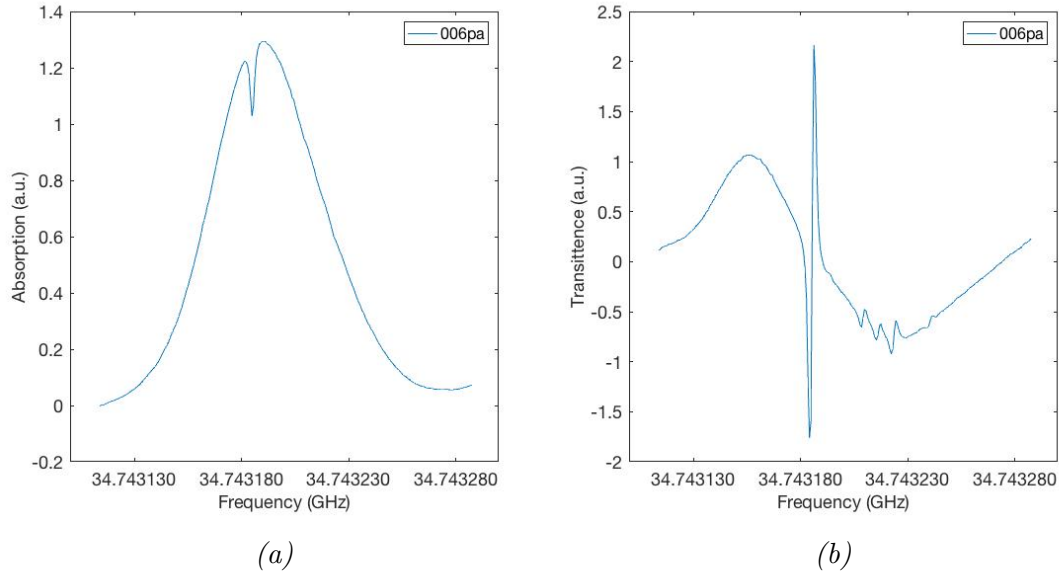 1.4
1.2
1
0.8
0.6
0.4
0.2
0
-0.2
Absorption (a.u.)
006pa
34.743130 34.743180 34.743230 34.743280
Frequency (GHz)
(a)
2.5
2
1.5
1
0.5
0
-0.5
-1
-1.5
-2
Transittence (a.u.)
006pa
34.743130 34.743180 34.743230 34.743280
Frequency (GHz)
(b)